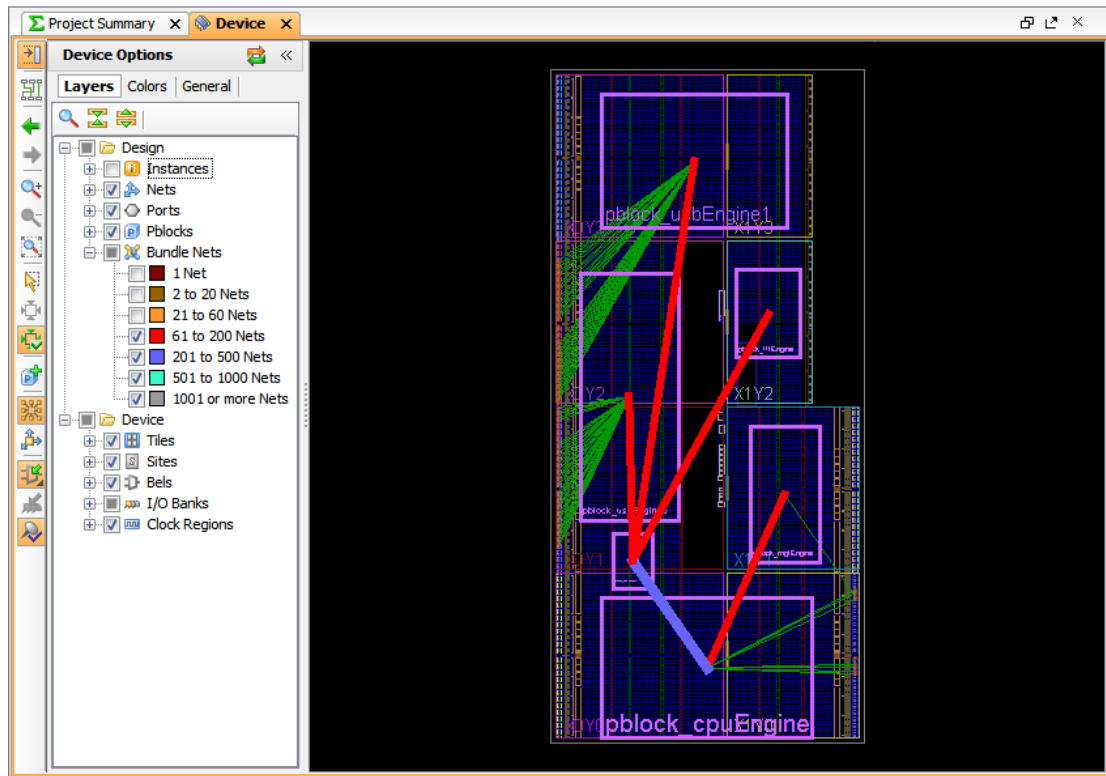 Project Summary
Device
Device Options
Layers
Colors
General
Design
Instances
Nets
Ports
Pblocks
Bundle Nets
1 Net
2 to 20 Nets
21 to 60 Nets
61 to 200 Nets
201 to 500 Nets
501 to 1000 Nets
1001 or more Nets
Device
Tiles
Sites
Bels
I/O Banks
Clock Regions
pblock_usbEngine1
X1Y3
X1Y2
pblock_cpuEngine